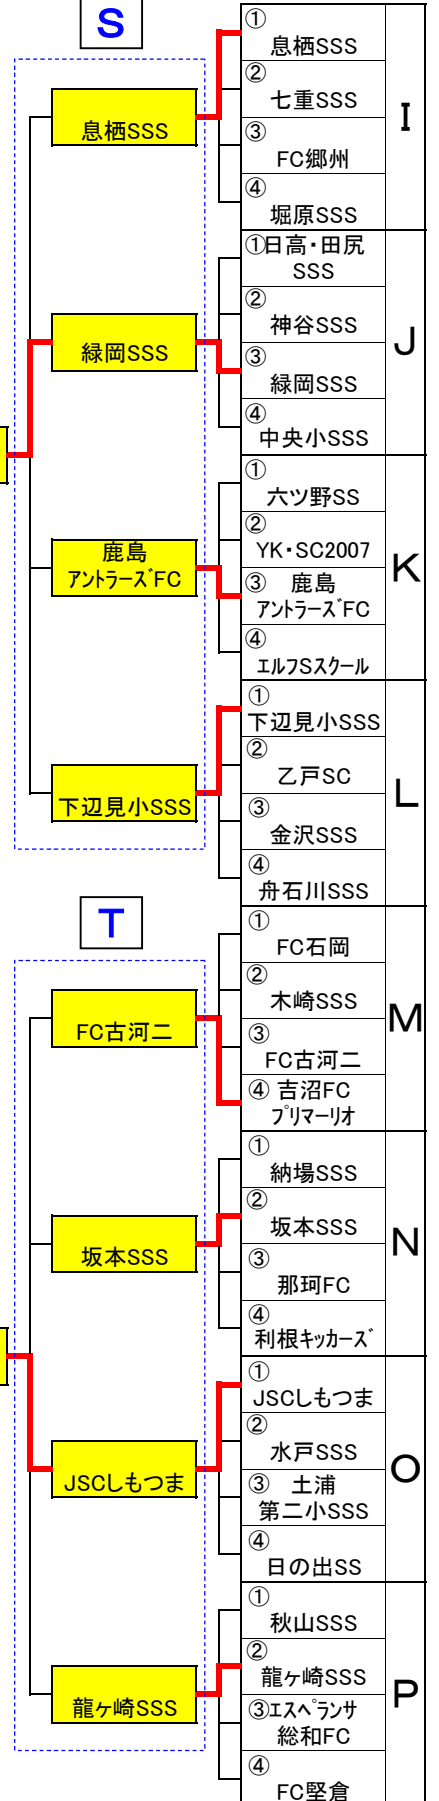 S
息栖SSS
緑岡SSS
鹿島
アントラーズFC
下辺見小SSS
①
息栖SSS
②
七重SSS
③
FC郷州
④
堀原SSS
I
①日高・田尻
SSS
②
神谷SSS
③
緑岡SSS
④
中央小SSS
J
①
六ツ野SS
②
YK・SC2007
③ 鹿島
アントラーズFC
④
エルフSスクール
K
①
下辺見小SSS
②
乙戸SC
③
金沢SSS
④
舟石川SSS
L
T
FC古河二
坂本SSS
JSCしもつま
龍ヶ崎SSS
①
FC石岡
②
木崎SSS
③
FC古河二
④ 吉沼FC
プリマーリオ
M
①
納場SSS
②
坂本SSS
③
那珂FC
④
利根キッカーズ
N
①
JSCしもつま
②
水戸SSS
③ 土浦
第二小SSS
④
日の出SS
O
①
秋山SSS
②
龍ヶ崎SSS
③エスペランサ
総和FC
④
FC堅倉
P